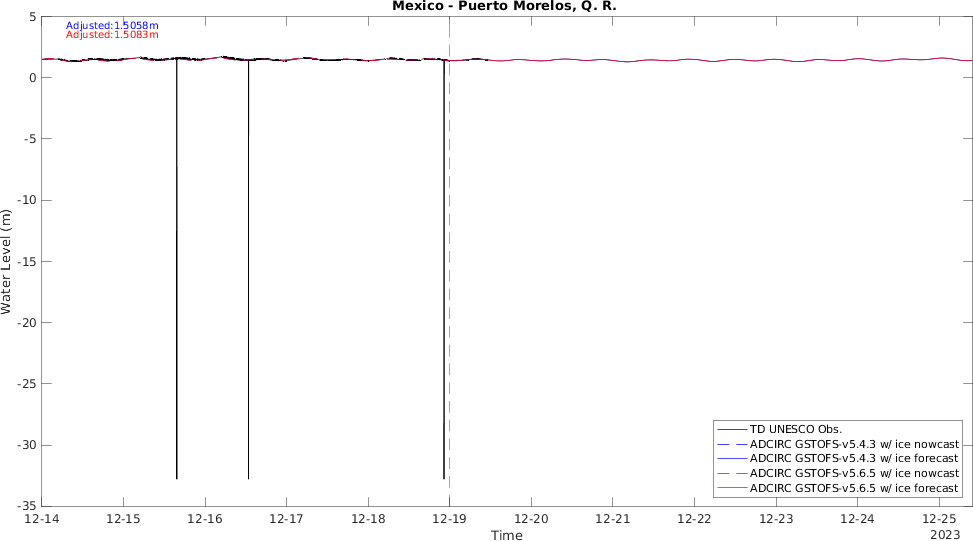 Mexico - Puerto Morelos, Q. R.
Adjusted:1.5058m
Adjusted:1.5083m
5
0
-5
-10
-15
-20
-25
-30
-35
Water Level (m)
TD UNESCO Obs.
ADCIRC GSTOFS-v5.4.3 w/ ice nowcast
ADCIRC GSTOFS-v5.4.3 w/ ice forecast
ADCIRC GSTOFS-v5.6.5 w/ ice nowcast
ADCIRC GSTOFS-v5.6.5 w/ ice forecast
12-14 12-15 12-16 12-17 12-18 12-19 12-20 12-21 12-22 12-23 12-24 12-25
Time
2023